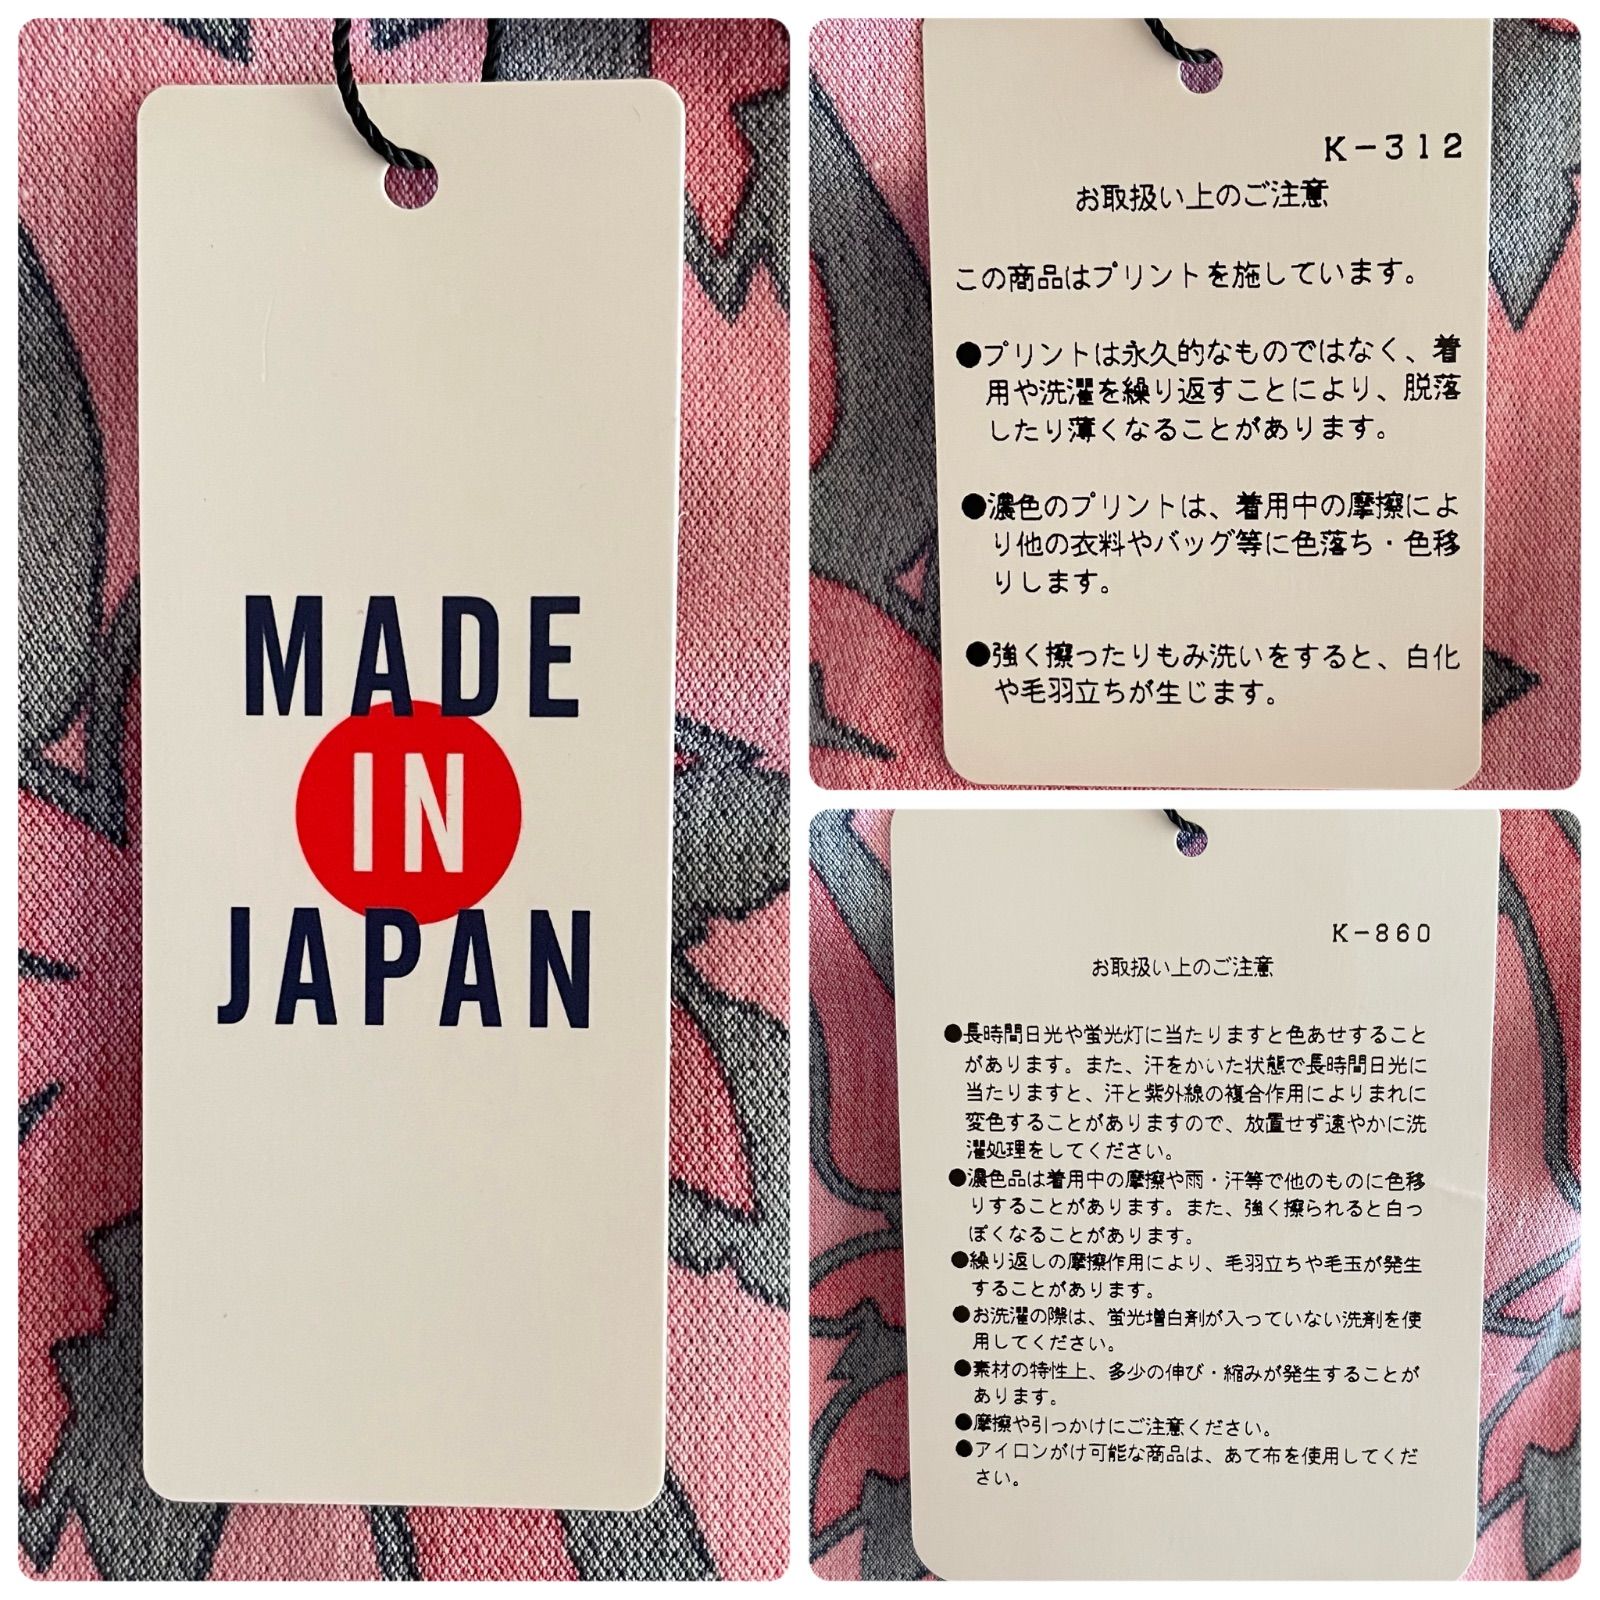 MADE
IN
JAPAN
K-312
お取扱い上のご注意
この商品はプリントを施しています。
●プリントは永久的なものではなく、着
用や洗濯を繰り返すことにより、脱落
したり薄くなることがあります。
●濃色のプリントは、着用中の摩擦によ
り他の衣料やバッグ等に色落ち・色移
りします。
●強く擦ったりもみ洗いをすると、白化
や毛羽立ちが生じます。
K-860
お取扱い上のご注意
●長時間日光や蛍光灯に当たりますと色あせすること
があります。また、汗をかいた状態で長時間日光に
当たりますと、汗と紫外線の複合作用によりまれに
変色することがありますので、放置せず速やかに洗
濯処理をしてください。
●濃色品は着用中の摩擦や雨・汗等で他のものに色移
りすることがあります。また、強く擦られると白っ
ぽくなることがあります。
●繰り返しの摩擦作用により、毛羽立ちや毛玉が発生
することがあります。
●お洗濯の際は、蛍光増白剤が入っていない洗剤を使
用してください。
●素材の特性上、多少の伸び・縮みが発生することが
あります。
●摩擦や引っかけにご注意ください。
●アイロンがけ可能な商品は、あて布を使用してくだ
さい。